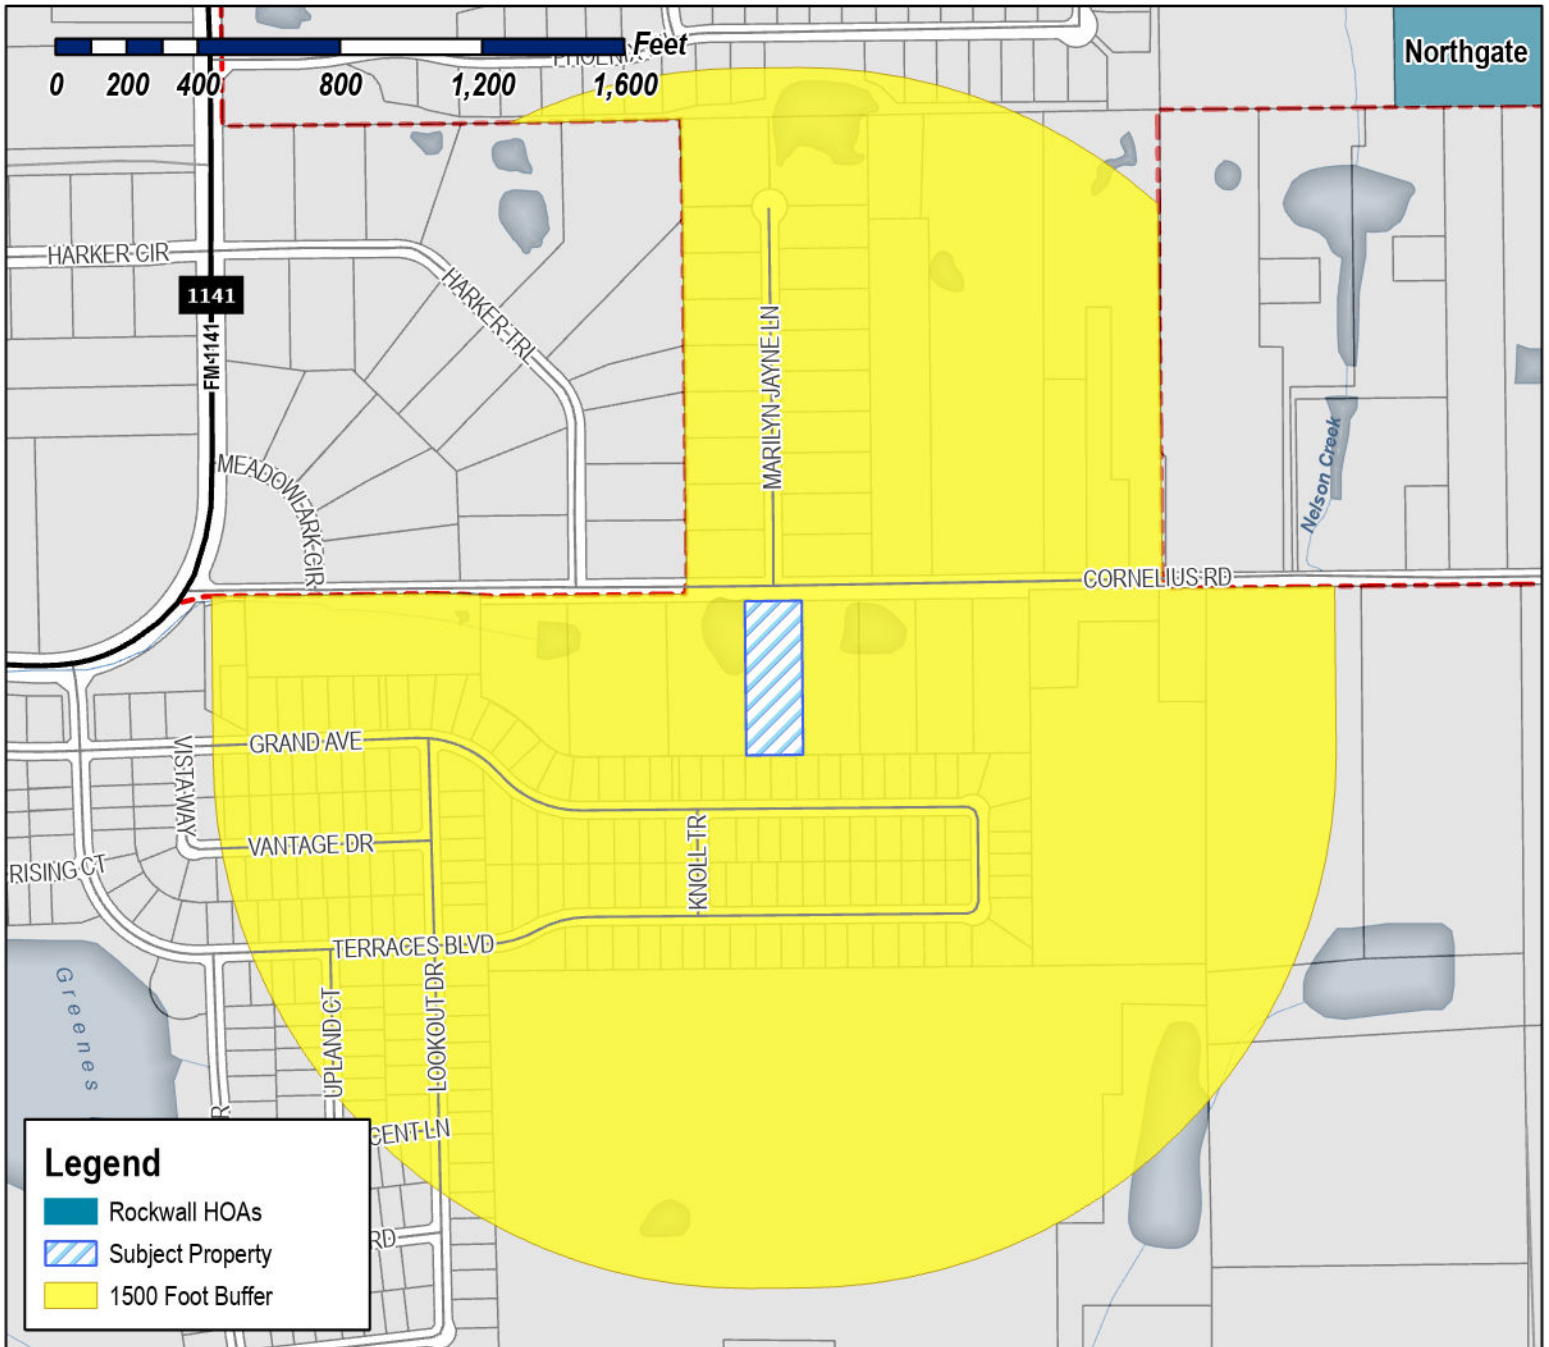 Feet
0 200 400 800 1,200 1,600
Northgate
HARKER CIR
1141
FM-1141
HARKER TRL
MARILYN JAYNE LN
MEADOWLARK CIR
Nelson Creek
CORNELIUS RD
GRAND AVE
VISTA WAY
VANTAGE DR
KNOLL TR
RISING CT
TERRACES BLVD
Greenes
UPLAND CT
LOOKOUT DR
CENT LN
RD
Legend
Rockwall HOAs
Subject Property
1500 Foot Buffer